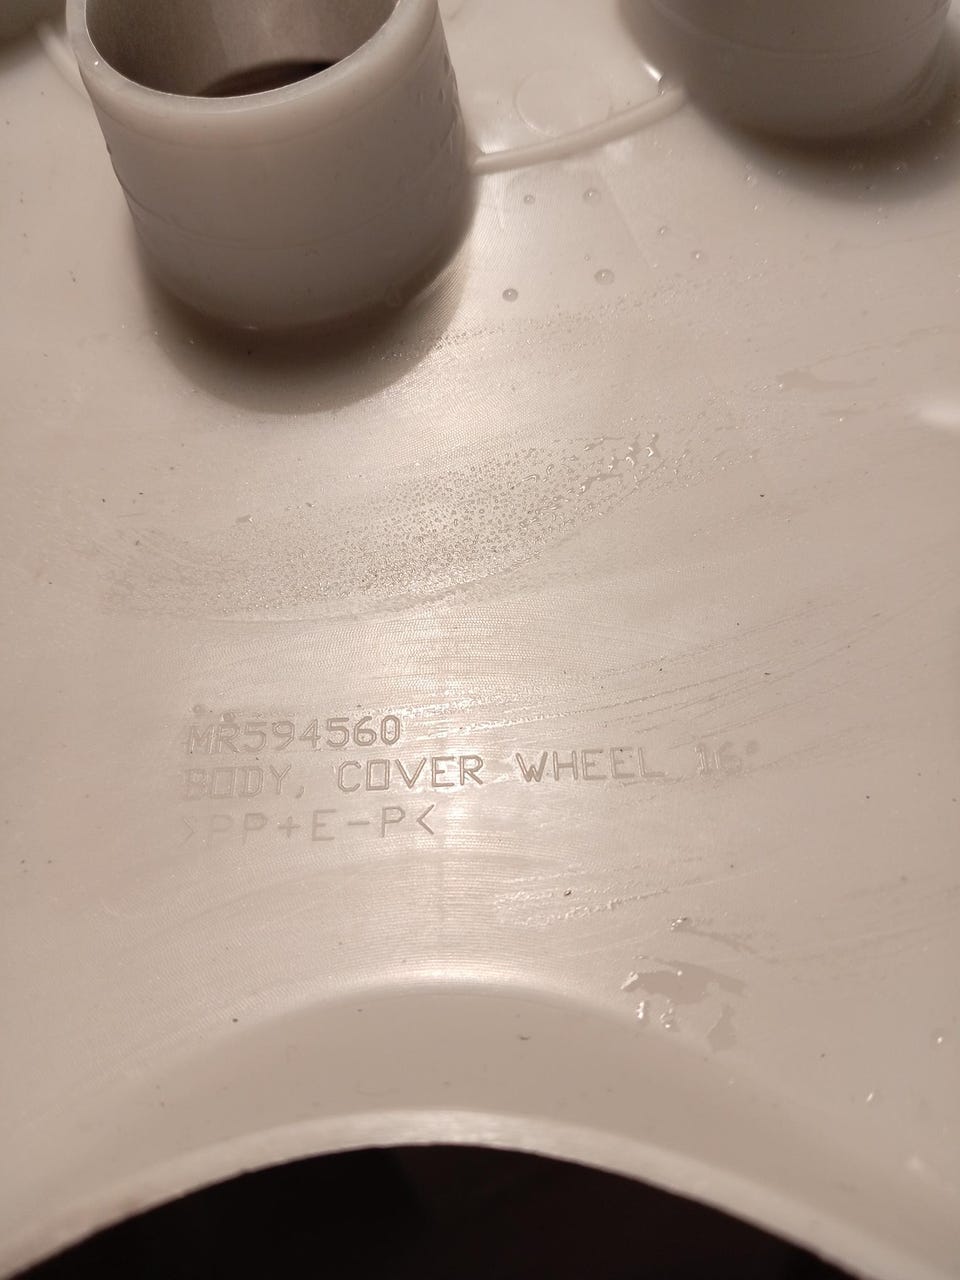 MR594560
BODY, COVER WHEEL 16"
>PP+E-P<